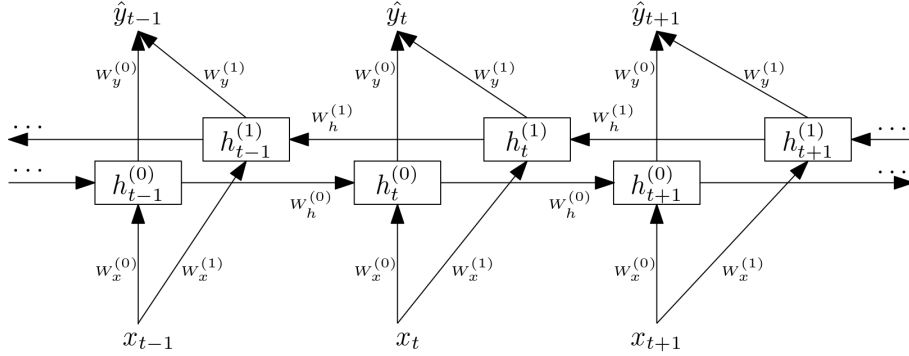 ŷ_{t−1} ŷ_t ŷ_{t+1}
W_y^{(0)} W_y^{(1)} W_y^{(0)} W_y^{(1)} W_y^{(0)} W_y^{(1)}
... W_h^{(1)} W_h^{(1)} ...
h_{t−1}^{(1)} h_t^{(1)} h_{t+1}^{(1)}
... h_{t−1}^{(0)} h_t^{(0)} h_{t+1}^{(0)} ...
W_h^{(0)} W_h^{(0)}
W_x^{(0)} W_x^{(1)} W_x^{(0)} W_x^{(1)} W_x^{(0)} W_x^{(1)}
x_{t−1} x_t x_{t+1}